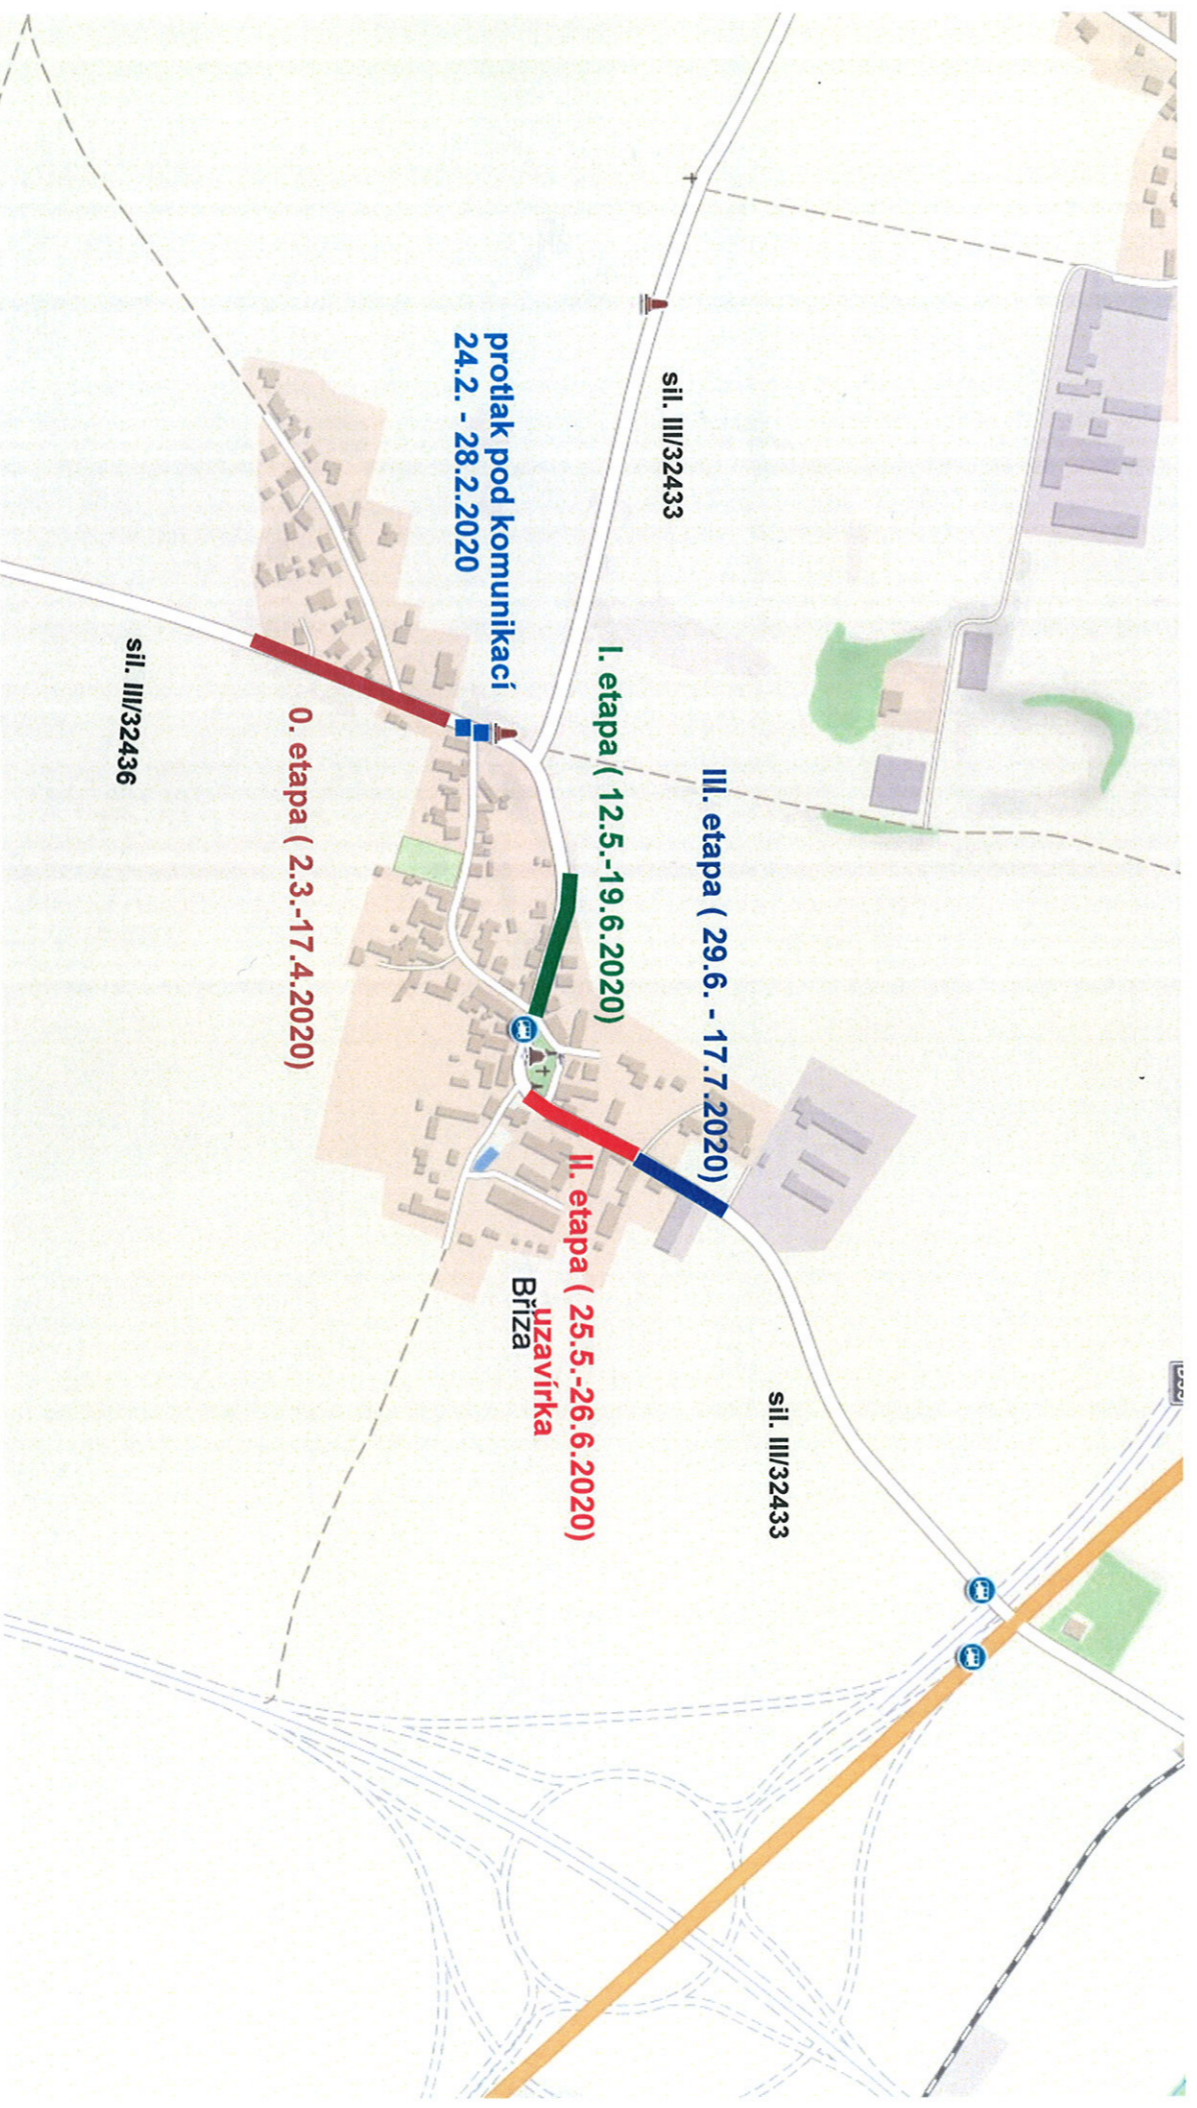 sil. III/32433
protlak pod komunikací
24.2. - 28.2.2020
I. etapa ( 12.5.-19.6.2020)
III. etapa ( 29.6. - 17.7.2020)
sil. III/32436
0. etapa ( 2.3.-17.4.2020)
II. etapa ( 25.5.-26.6.2020)
uzavírka
Bříza
sil. III/32433